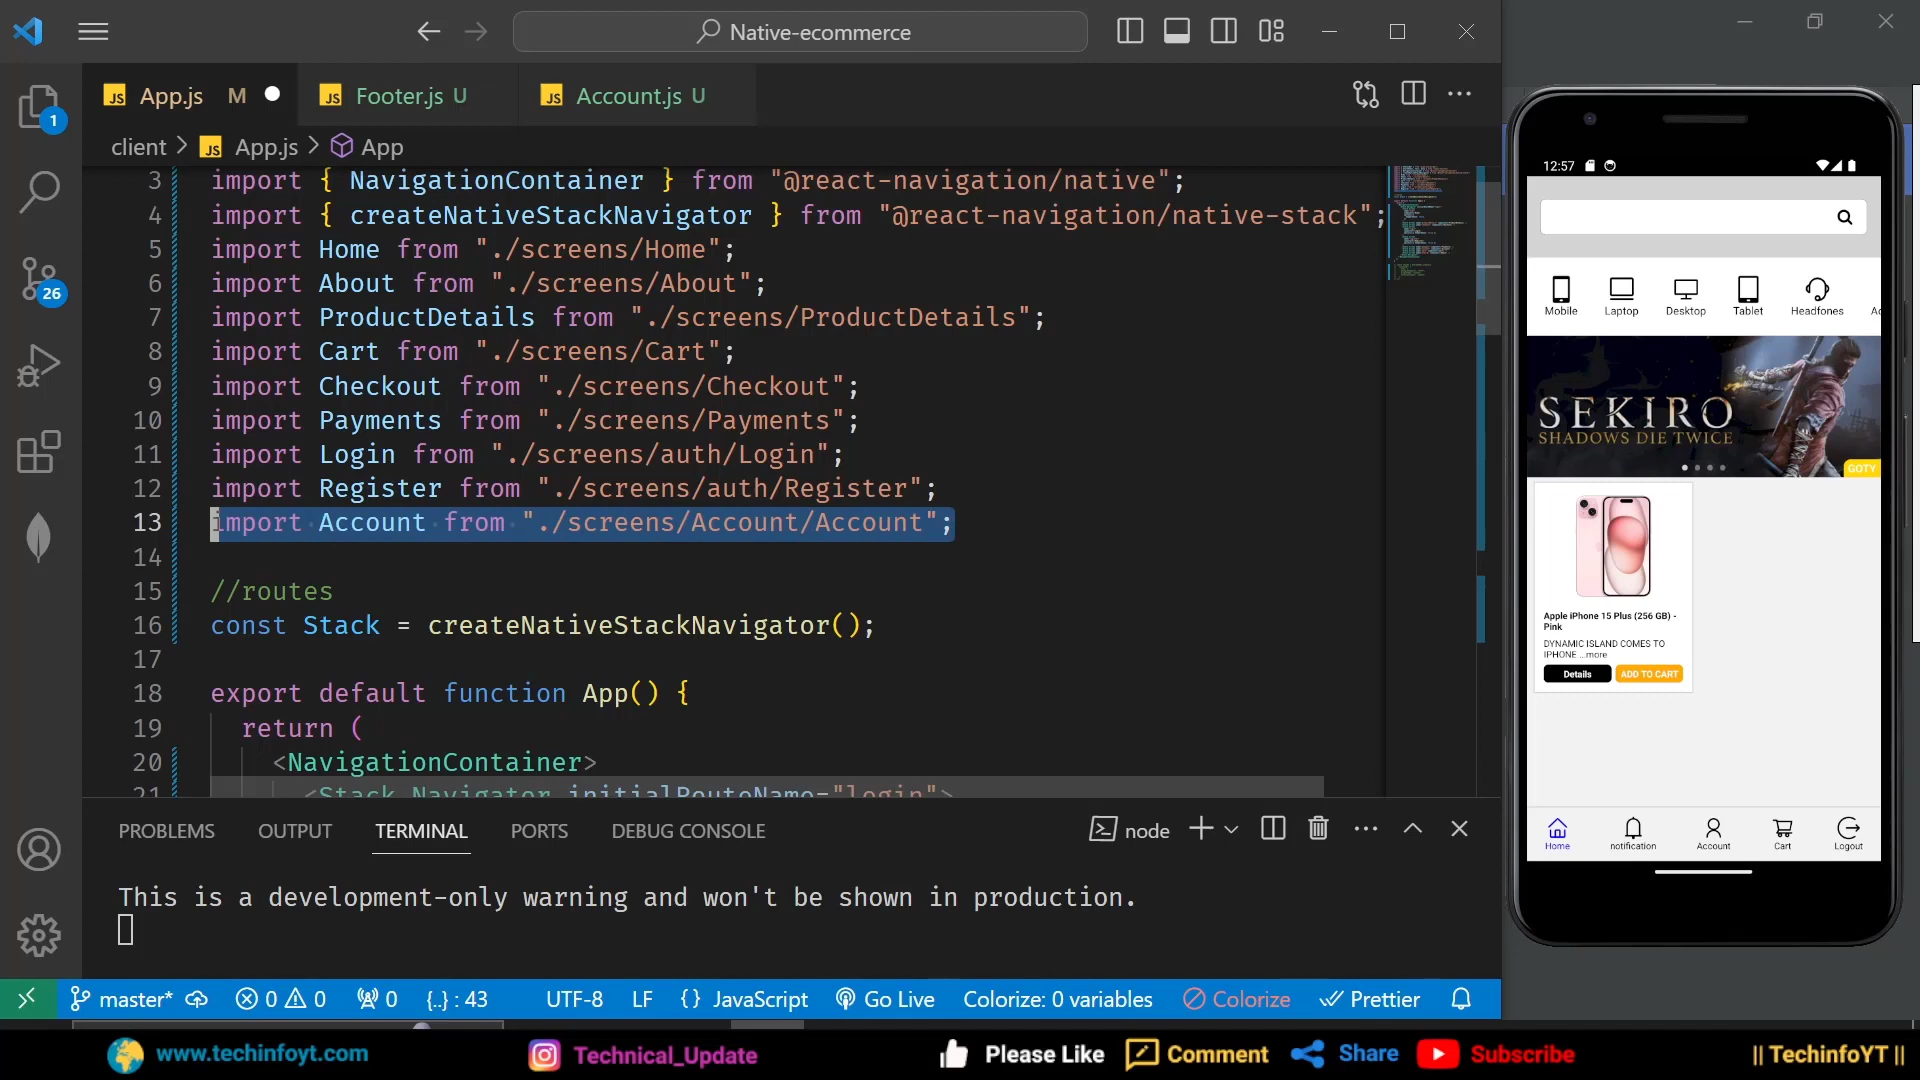 Native-ecommerce
App.js M
Footer.js U
Account.js U
client > App.js > App
3 import { NavigationContainer } from "@react-navigation/native";
4 import { createNativeStackNavigator } from "@react-navigation/native-stack";
5 import Home from "./screens/Home";
6 import About from "./screens/About";
7 import ProductDetails from "./screens/ProductDetails";
8 import Cart from "./screens/Cart";
9 import Checkout from "./screens/Checkout";
10 import Payments from "./screens/Payments";
11 import Login from "./screens/auth/Login";
12 import Register from "./screens/auth/Register";
13 import Account from "./screens/Account/Account";
14
15 //routes
16 const Stack = createNativeStackNavigator();
17
18 export default function App() {
19 return (
20 <NavigationContainer>
21 <Stack.Navigator initialRouteName="login">
1
26
PROBLEMS OUTPUT TERMINAL PORTS DEBUG CONSOLE
node
This is a development-only warning and won't be shown in production.
master* 0 0 0 {..} : 43 UTF-8 LF {} JavaScript Go Live Colorize: 0 variables Colorize Prettier
12:57
Mobile Laptop Desktop Tablet Headfones Ac
SEKIRO
SHADOWS DIE TWICE
GOTY
Apple iPhone 15 Plus (256 GB) -
Pink
DYNAMIC ISLAND COMES TO
IPHONE ...more
Details ADD TO CART
Home notification Account Cart Logout
www.techinfoyt.com Technical_Update Please Like Comment Share Subscribe || TechinfoYT ||